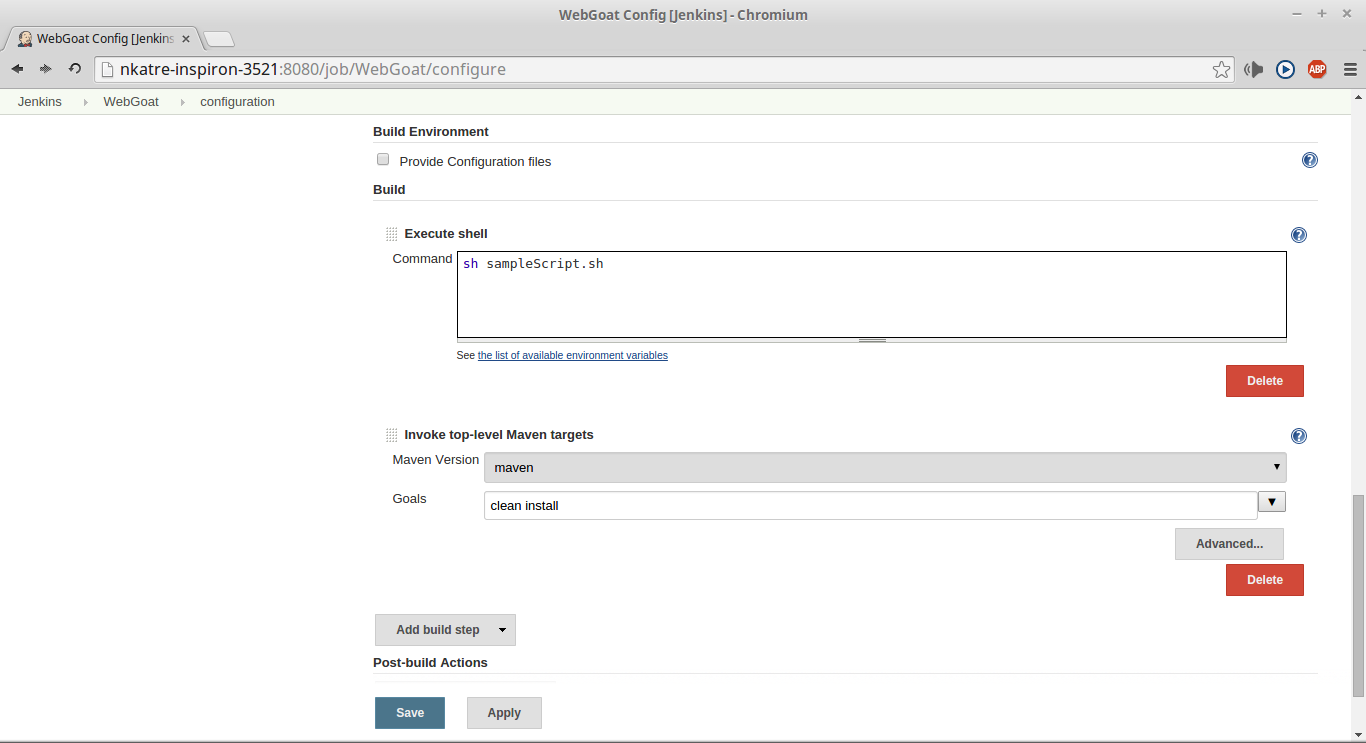 WebGoat Config [Jenkins] - Chromium
WebGoat Config [Jenkins
nkatre-inspiron-3521:8080/job/WebGoat/configure
ABP
Jenkins WebGoat configuration
Build Environment
Provide Configuration files
?
Build
Execute shell
?
Command
sh sampleScript.sh
See the list of available environment variables
Delete
Invoke top-level Maven targets
?
Maven Version
maven
Goals
clean install
Advanced...
Delete
Add build step
Post-build Actions
Save Apply